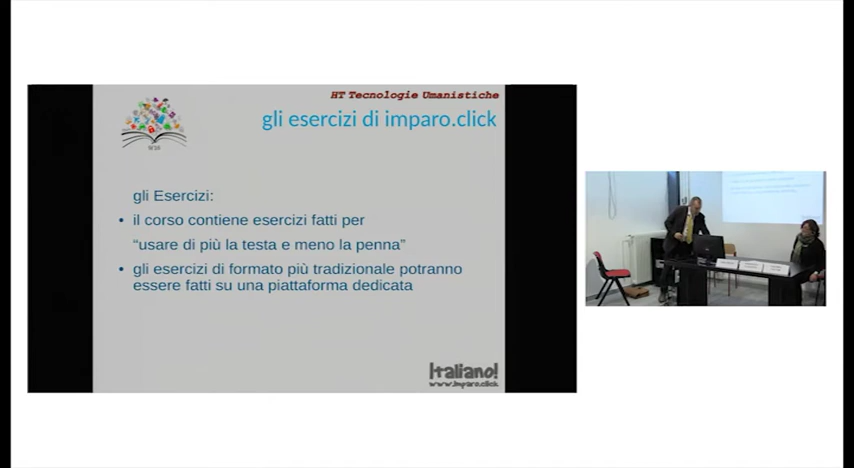 HT Tecnologie Umanistiche
gli esercizi di imparo.click
gli Esercizi:
• il corso contiene esercizi fatti per
“usare di più la testa e meno la penna”
• gli esercizi di formato più tradizionale potranno
essere fatti su una piattaforma dedicata
Italiano!
www.imparo.click